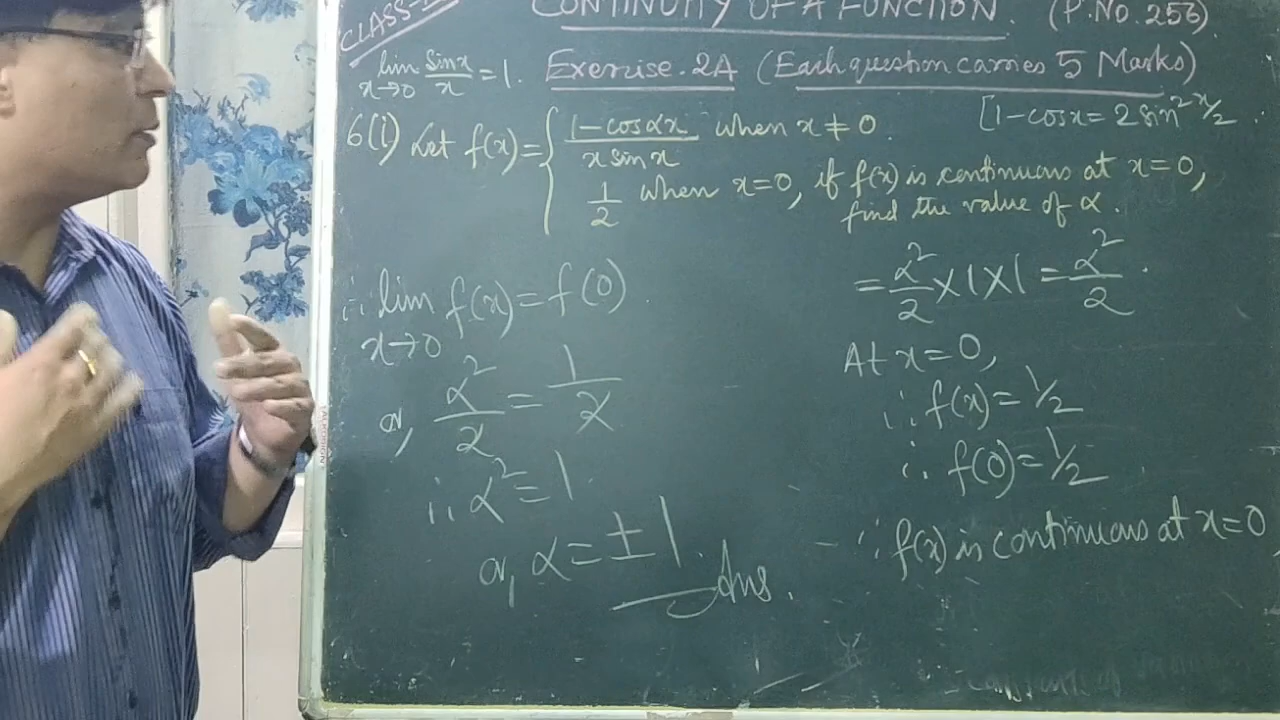 CONTINUITY OF A FUNCTION. (P.NO. 256)
lim x→0 sinx/x = 1. Exercise. 2A (Each question carries 5 Marks)
6(i) Let f(x) = { 1-cosαx / x sinx when x ≠ 0. [1-cosx = 2 sin² x/2
1/2 when x=0, if f(x) is continuous at x=0,
find the value of α.
∴ lim x→0 f(x) = f(0)
or, α²/2 = 1/2
∴ α² = 1.
or, α = ±1. Ans.
= α²/2 × 1 × 1 = α²/2.
At x = 0,
∴ f(x) = 1/2
∴ f(0) = 1/2
∴ f(x) is continuous at x=0,